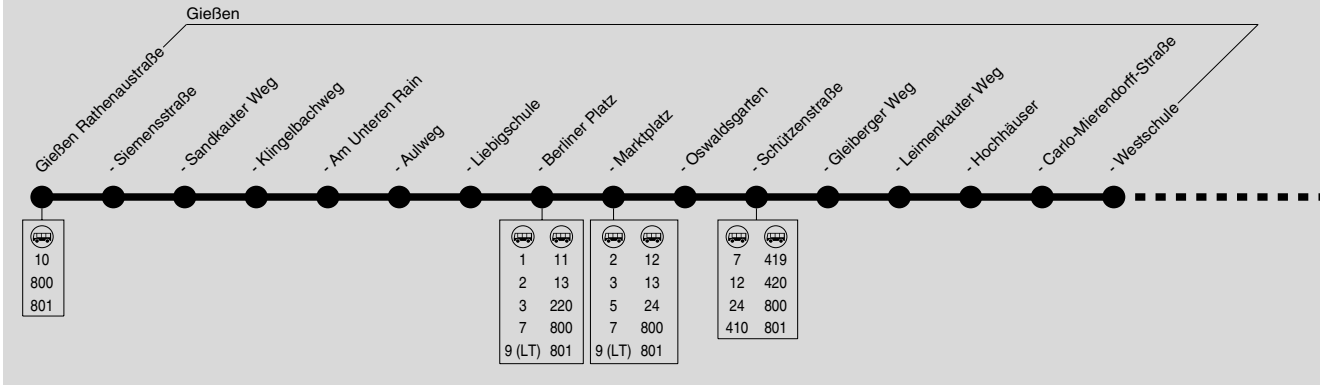 Gießen
Gießen Rathenaustraße
- Siemensstraße
- Sandkauter Weg
- Klingelbachweg
- Am Unteren Rain
- Aulweg
- Liebigschule
- Berliner Platz
- Marktplatz
- Oswaldsgarten
- Schützenstraße
- Gleiberger Weg
- Leimenkauter Weg
- Hochhäuser
- Carlo-Mierendorff-Straße
- Westschule
10
800
801
1 11
2 13
3 220
7 800
9 (LT) 801
2 12
3 13
5 24
7 800
9 (LT) 801
7 419
12 420
24 800
410 801